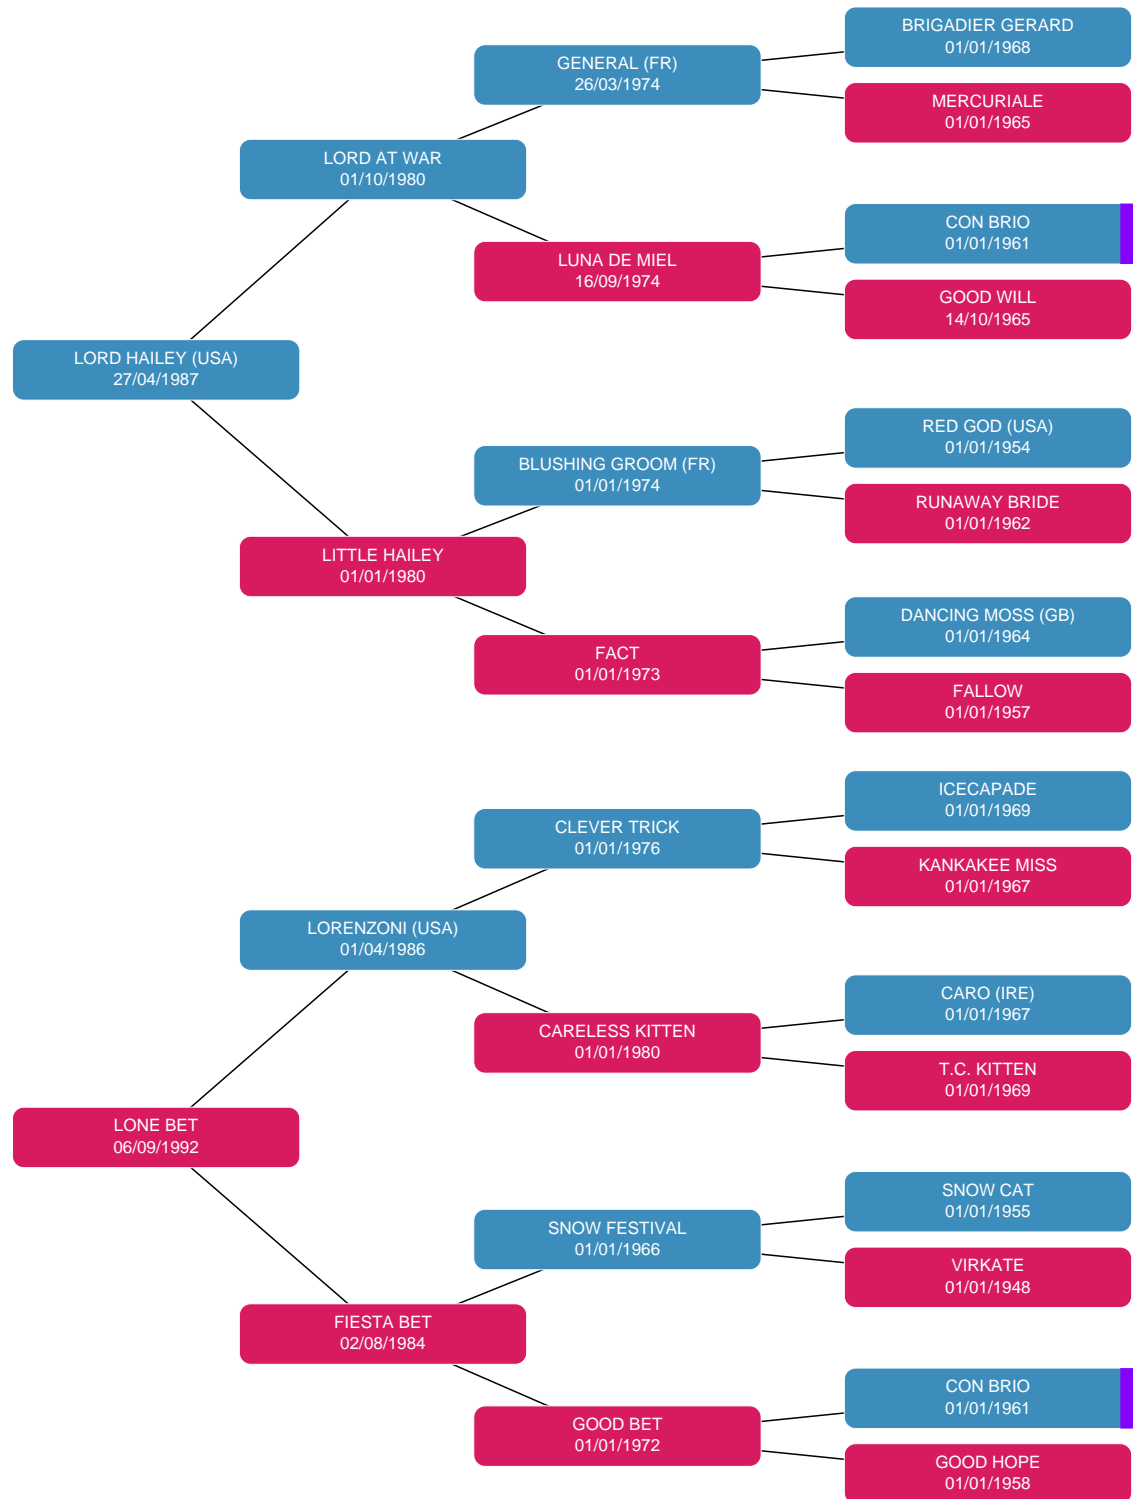 BRIGADIER GERARD
01/01/1968
GENERAL (FR)
26/03/1974
MERCURIALE
01/01/1965
LORD AT WAR
01/10/1980
CON BRIO
01/01/1961
LUNA DE MIEL
16/09/1974
GOOD WILL
14/10/1965
LORD HAILEY (USA)
27/04/1987
RED GOD (USA)
01/01/1954
BLUSHING GROOM (FR)
01/01/1974
RUNAWAY BRIDE
01/01/1962
LITTLE HAILEY
01/01/1980
DANCING MOSS (GB)
01/01/1964
FACT
01/01/1973
FALLOW
01/01/1957
ICECAPADE
01/01/1969
CLEVER TRICK
01/01/1976
KANKAKEE MISS
01/01/1967
LORENZONI (USA)
01/04/1986
CARO (IRE)
01/01/1967
CARELESS KITTEN
01/01/1980
T.C. KITTEN
01/01/1969
LONE BET
06/09/1992
SNOW CAT
01/01/1955
SNOW FESTIVAL
01/01/1966
VIRKATE
01/01/1948
FIESTA BET
02/08/1984
CON BRIO
01/01/1961
GOOD BET
01/01/1972
GOOD HOPE
01/01/1958